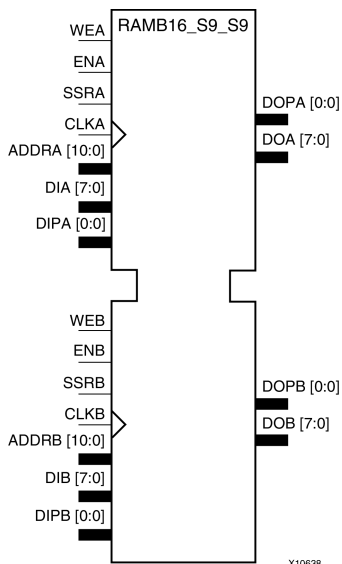 RAMB16_S9_S9
WEA
ENA
SSRA
CLKA
ADDRA [10:0]
DIA [7:0]
DIPA [0:0]
DOPA [0:0]
DOA [7:0]
WEB
ENB
SSRB
CLKB
ADDRB [10:0]
DIB [7:0]
DIPB [0:0]
DOPB [0:0]
DOB [7:0]
X10638